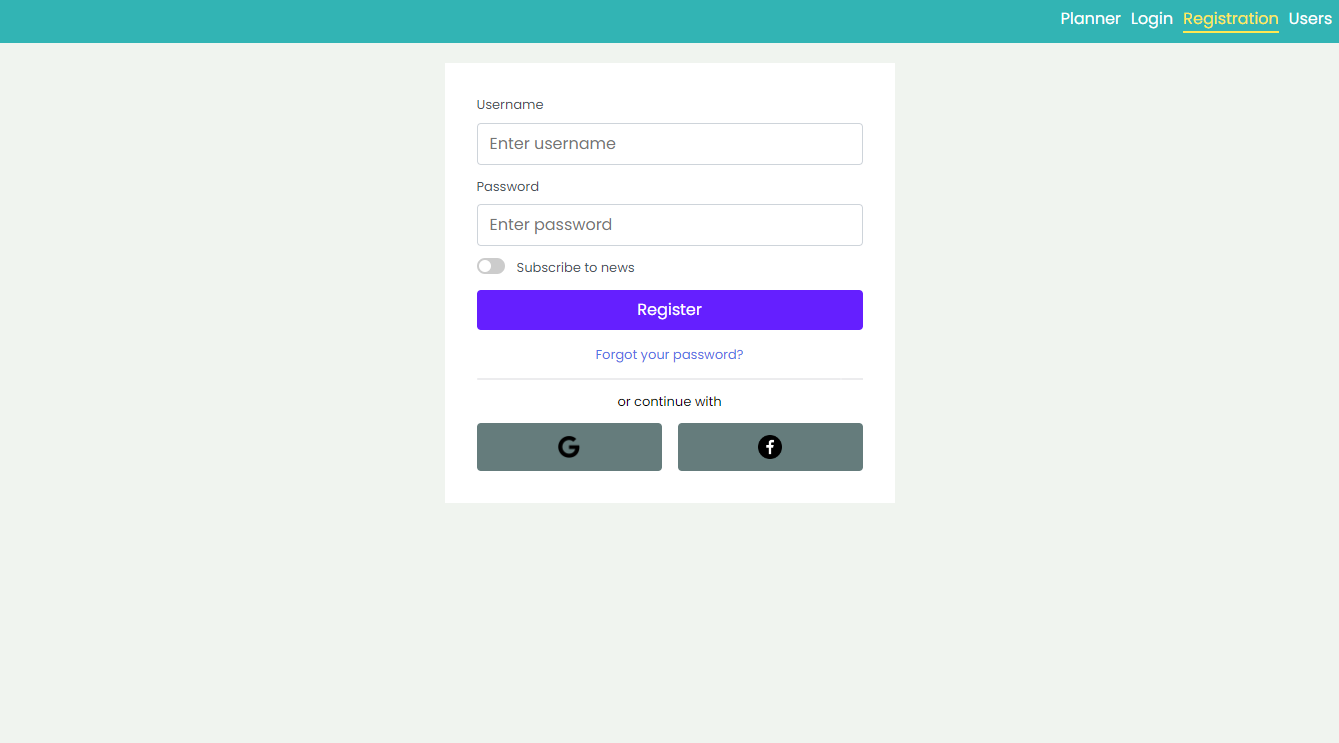 Planner Login Registration Users
Username
Enter username
Password
Enter password
Subscribe to news
Register
Forgot your password?
or continue with